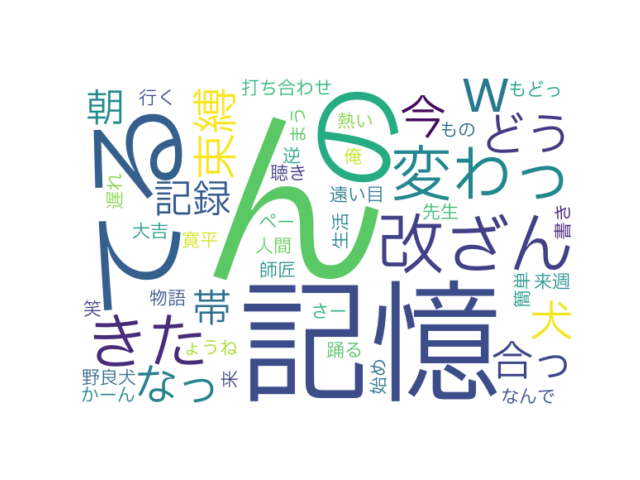 打ち合わせ
w
もどっ
朝
行く
束縛
の
今
まう
熱い
もの
どう
てる
ん
逆
俺
変わっ
遅れ
記録
聴き
遠い目
先生
改ざん
書き
大吉
寛平
ペー
人間
生活
師匠
簡単
来週
物語
帯
記憶
笑
さー
犬
きた
ょうね
踊る
合っ
野良犬
なっ
来
始め
かーん
なんで